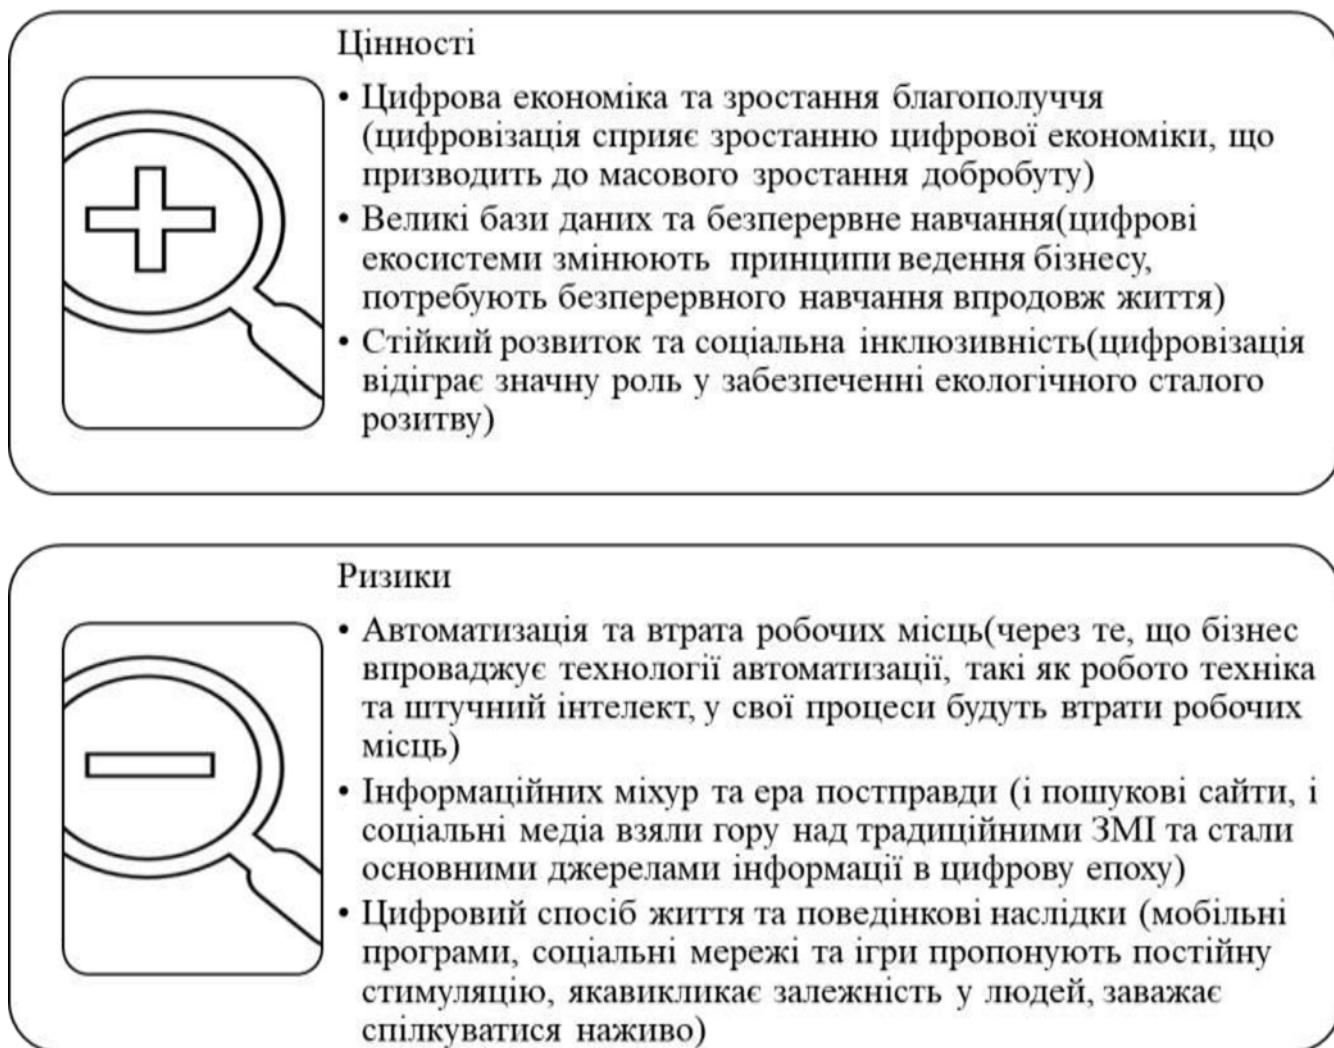 Цінності
• Цифрова економіка та зростання благополуччя
(цифровізація сприяє зростанню цифрової економіки, що
призводить до масового зростання добробуту)
• Великі бази даних та безперервне навчання(цифрові
екосистеми змінюють принципи ведення бізнесу,
потребують безперервного навчання впродовж життя)
• Стійкий розвиток та соціальна інклюзивність(цифровізація
відіграє значну роль у забезпеченні екологічного сталого
розитву)
Ризики
• Автоматизація та втрата робочих місць(через те, що бізнес
впроваджує технології автоматизації, такі як робото техніка
та штучний інтелект, у свої процеси будуть втрати робочих
місць)
• Інформаційних міхур та ера постправди (і пошукові сайти, і
соціальні медіа взяли гору над традиційними ЗМІ та стали
основними джерелами інформації в цифрову епоху)
• Цифровий спосіб життя та поведінкові наслідки (мобільні
програми, соціальні мережі та ігри пропонують постійну
стимуляцію, якавикликає залежність у людей, заважає
спілкуватися наживо)